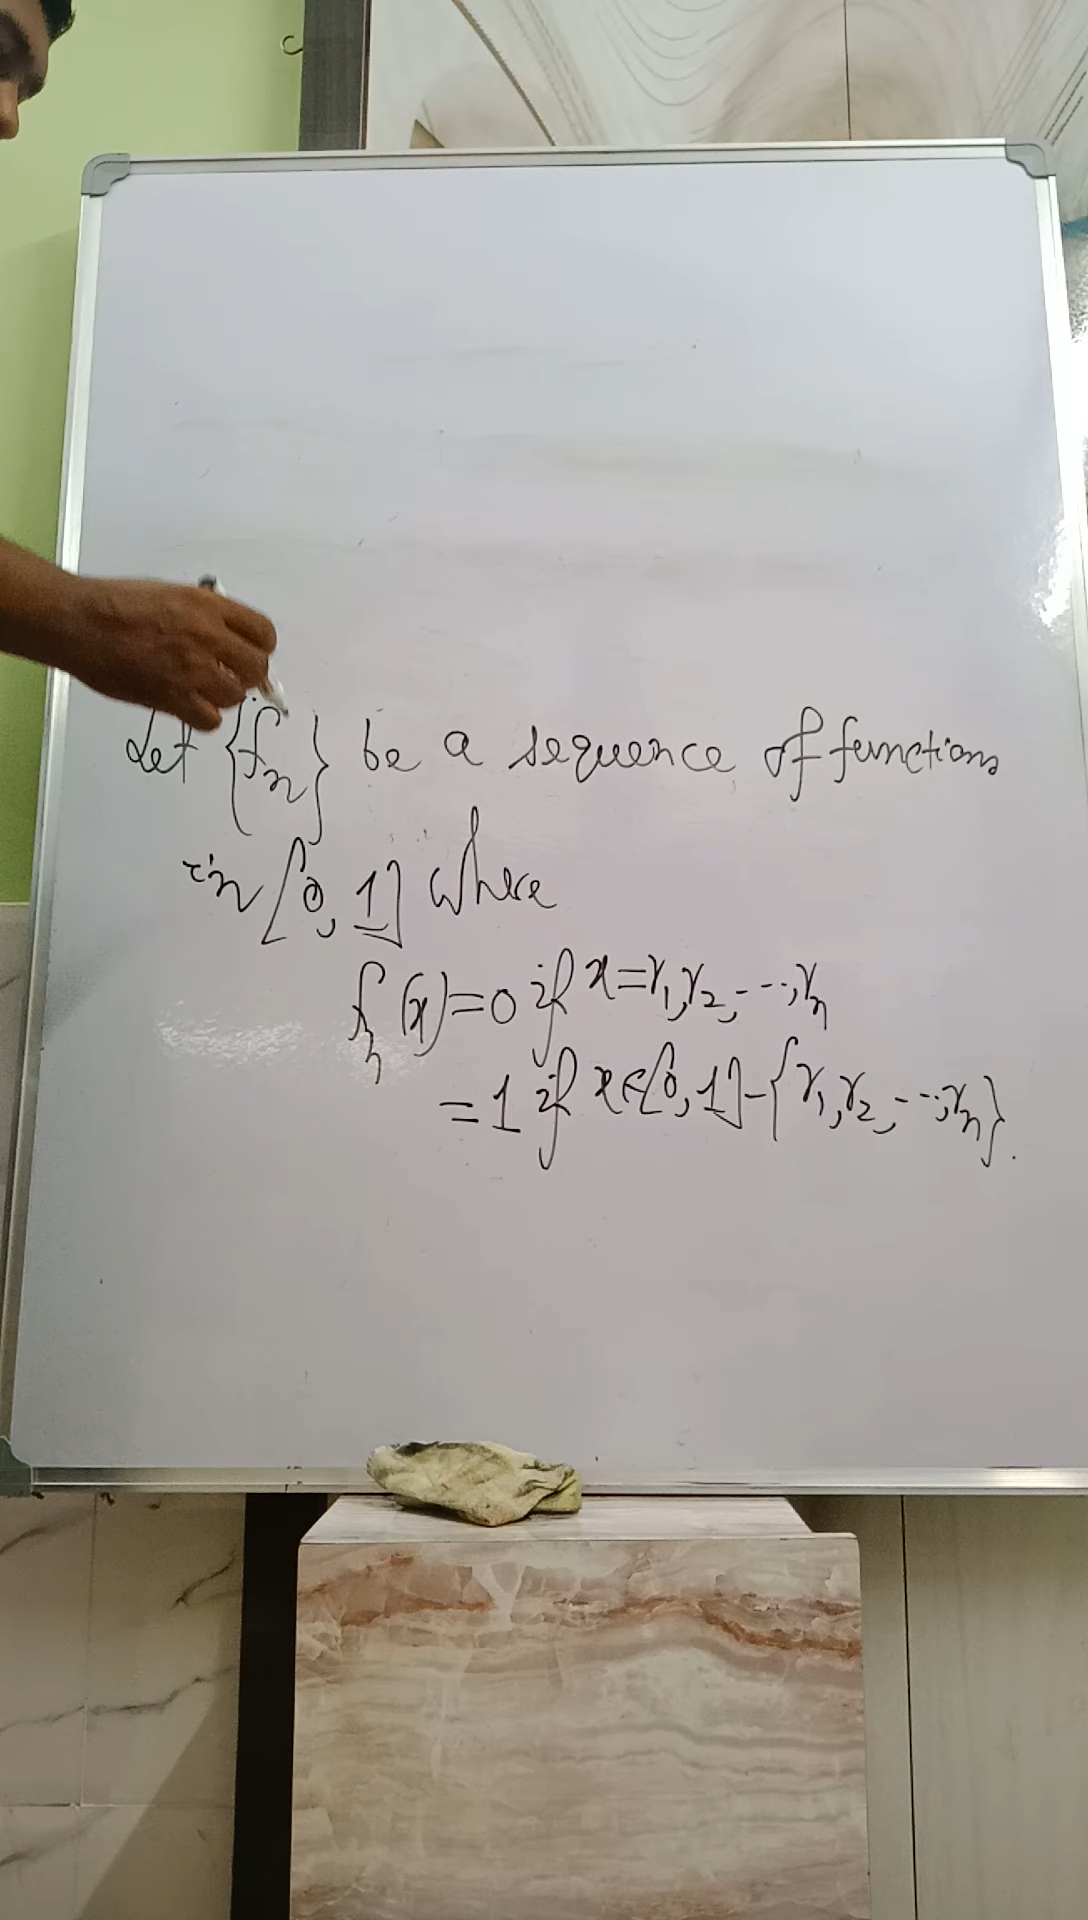 Let {fₙ} be a sequence of functions
in [0, 1] where
fₙ(x)=0 if x=r₁,r₂,---,rₙ
=1 if x∈[0,1]-{r₁,r₂,---,rₙ}.